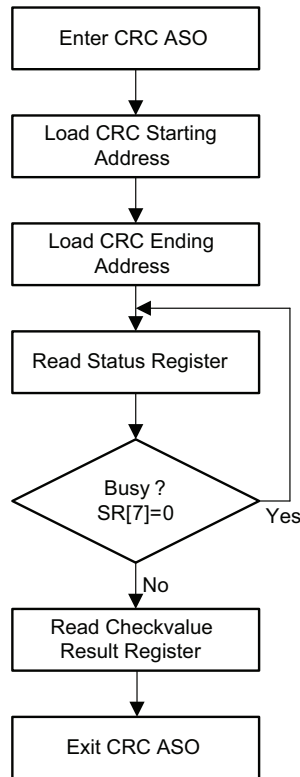 Enter CRC ASO
Load CRC Starting
Address
Load CRC Ending
Address
Read Status Register
Busy ?
SR[7]=0
Yes
No
Read Checkvalue
Result Register
Exit CRC ASO